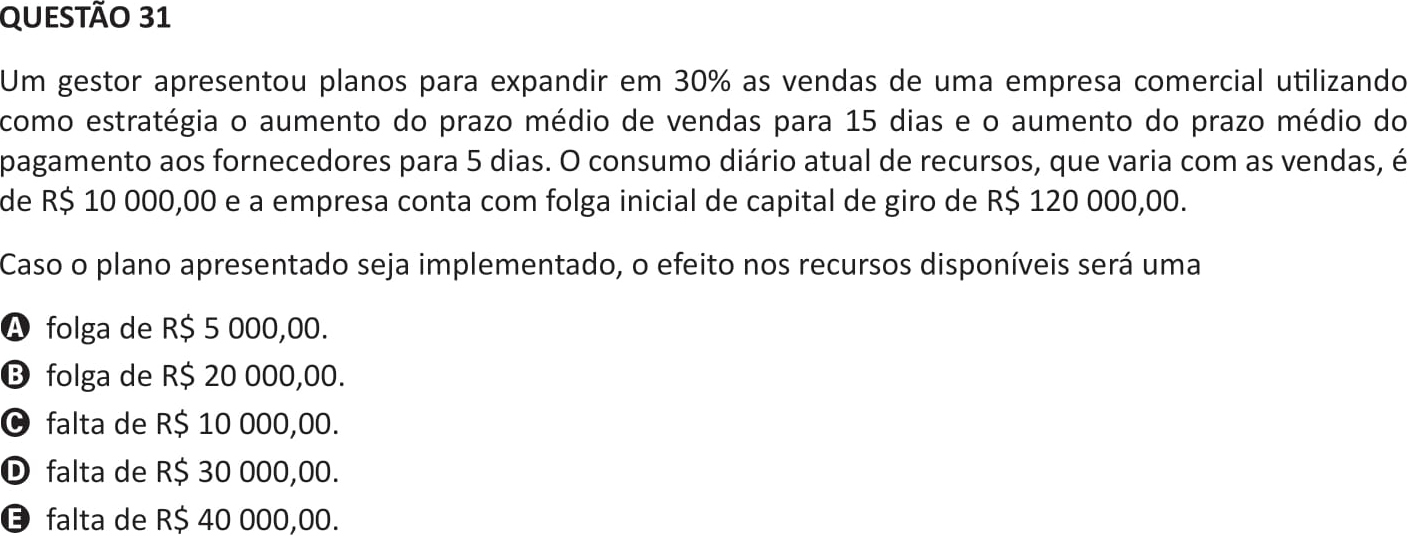 QUESTÃO 31
Um gestor apresentou planos para expandir em 30% as vendas de uma empresa comercial utilizando
como estratégia o aumento do prazo médio de vendas para 15 dias e o aumento do prazo médio do
pagamento aos fornecedores para 5 dias. O consumo diário atual de recursos, que varia com as vendas, é
de R$ 10 000,00 e a empresa conta com folga inicial de capital de giro de R$ 120 000,00.
Caso o plano apresentado seja implementado, o efeito nos recursos disponíveis será uma
A folga de R$ 5 000,00.
B folga de R$ 20 000,00.
C falta de R$ 10 000,00.
D falta de R$ 30 000,00.
E falta de R$ 40 000,00.